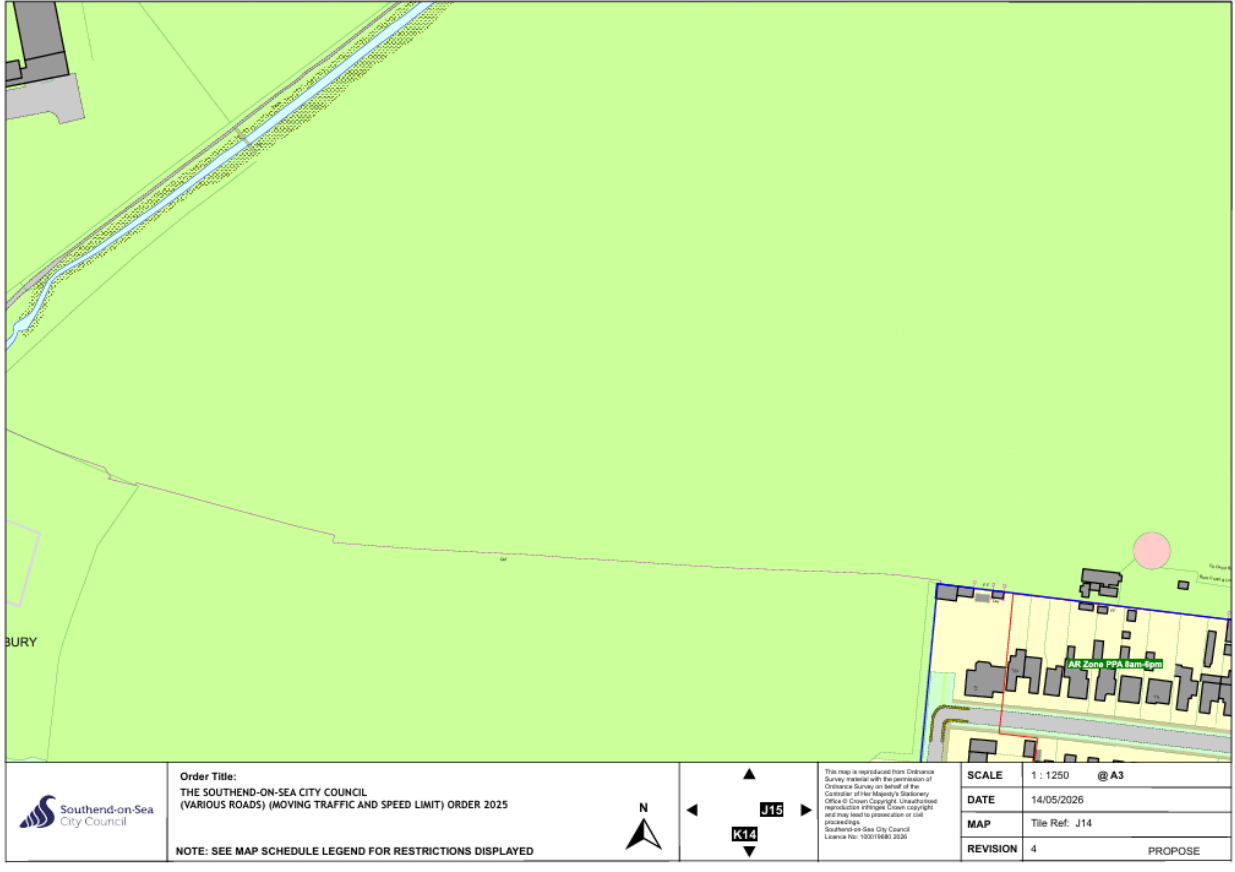 BURY
AR Zone PPA 8am-6pm
Southend-on-Sea
City Council
Order Title:
THE SOUTHEND-ON-SEA CITY COUNCIL
(VARIOUS ROADS) (MOVING TRAFFIC AND SPEED LIMIT) ORDER 2025
NOTE: SEE MAP SCHEDULE LEGEND FOR RESTRICTIONS DISPLAYED
N
J15
K14
This map is reproduced from Ordnance
Survey material with the permission of
Ordnance Survey on behalf of the
Controller of Her Majesty's Stationery
Office © Crown Copyright. Unauthorised
reproduction infringes Crown copyright
and may lead to prosecution or civil
proceedings.
Southend-on-Sea City Council
Licence No: 100019680 2026
SCALE 1 : 1250 @ A3
DATE 14/05/2026
MAP Tile Ref: J14
REVISION 4 PROPOSE